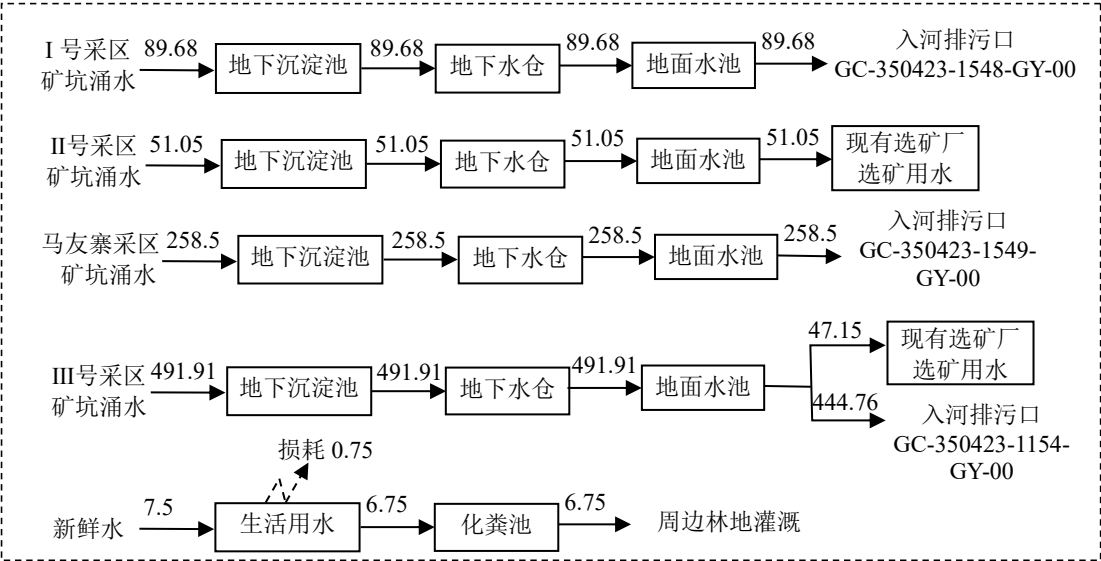 I 号采区
矿坑涌水
89.68
地下沉淀池
89.68
地下水仓
89.68
地面水池
89.68
入河排污口
GC-350423-1548-GY-00
II号采区
矿坑涌水
51.05
地下沉淀池
51.05
地下水仓
51.05
地面水池
51.05
现有选矿厂
选矿用水
马友寨采区
矿坑涌水
258.5
地下沉淀池
258.5
地下水仓
258.5
地面水池
258.5
入河排污口
GC-350423-1549-
GY-00
III号采区
矿坑涌水
491.91
地下沉淀池
491.91
地下水仓
491.91
地面水池
47.15
现有选矿厂
选矿用水
444.76
入河排污口
GC-350423-1154-
GY-00
损耗 0.75
新鲜水
7.5
生活用水
6.75
化粪池
6.75
周边林地灌溉